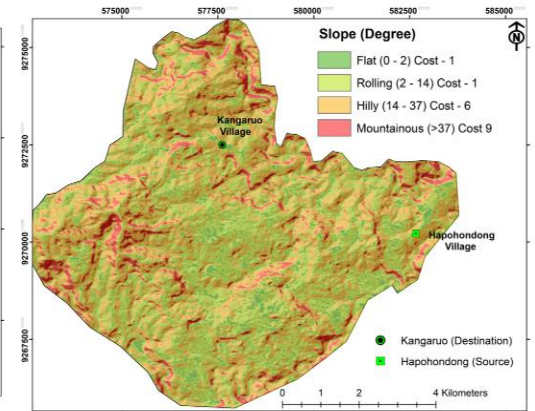 575000 577500 580000 582500 585000
Slope (Degree)
N
Flat (0 - 2) Cost - 1
Rolling (2 - 14) Cost - 1
Hilly (14 - 37) Cost - 6
Mountainous (>37) Cost 9
9275000
Kangaruo
Village
9272500
Hapohondong
Village
9270000
9267500
Kangaruo (Destination)
Hapohondong (Source)
0 1 2 4 Kilometers